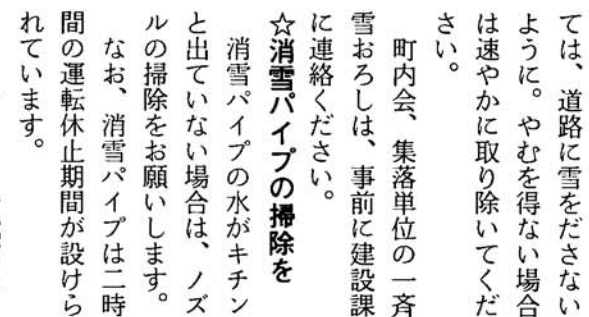 ては、道路に雪をださない
ように。やむを得ない場合
は速やかに取り除いてくだ
さい。
町内会、集落単位の一斉
雪おろしは、事前に建設課
に連絡ください。
☆消雪パイプの掃除を
消雪パイプの水がキチン
と出ていない場合は、ノズ
ルの掃除をお願いします。
なお、消雪パイプは二時
間の運転休止期間が設けら
れています。